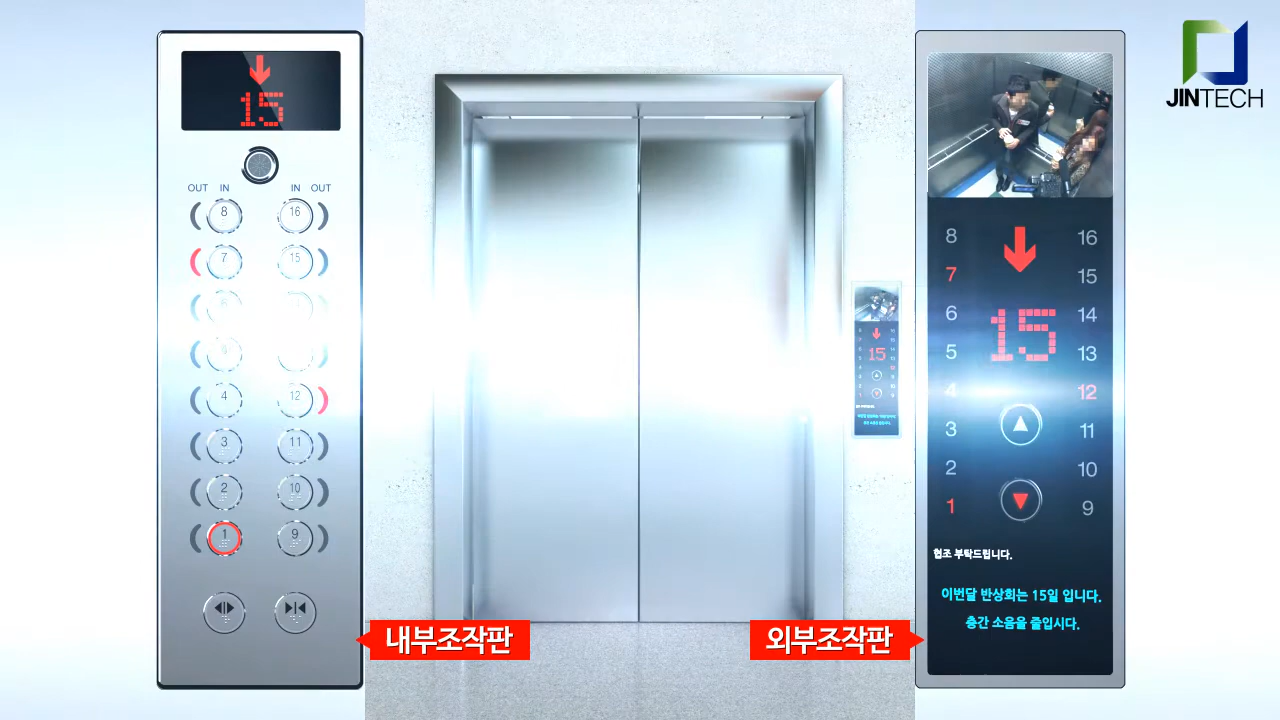 JINTECH
15
OUT IN IN OUT
8 16
7 15
6
5
4 12
3 11
2 10
1 9
내부조작판
15
외부조작판
8 16
7 15
6 14
5 13
4 12
3 11
2 10
1 9
15
협조 부탁드립니다.
이번달 반상회는 15일 입니다.
층간 소음을 줄입시다.